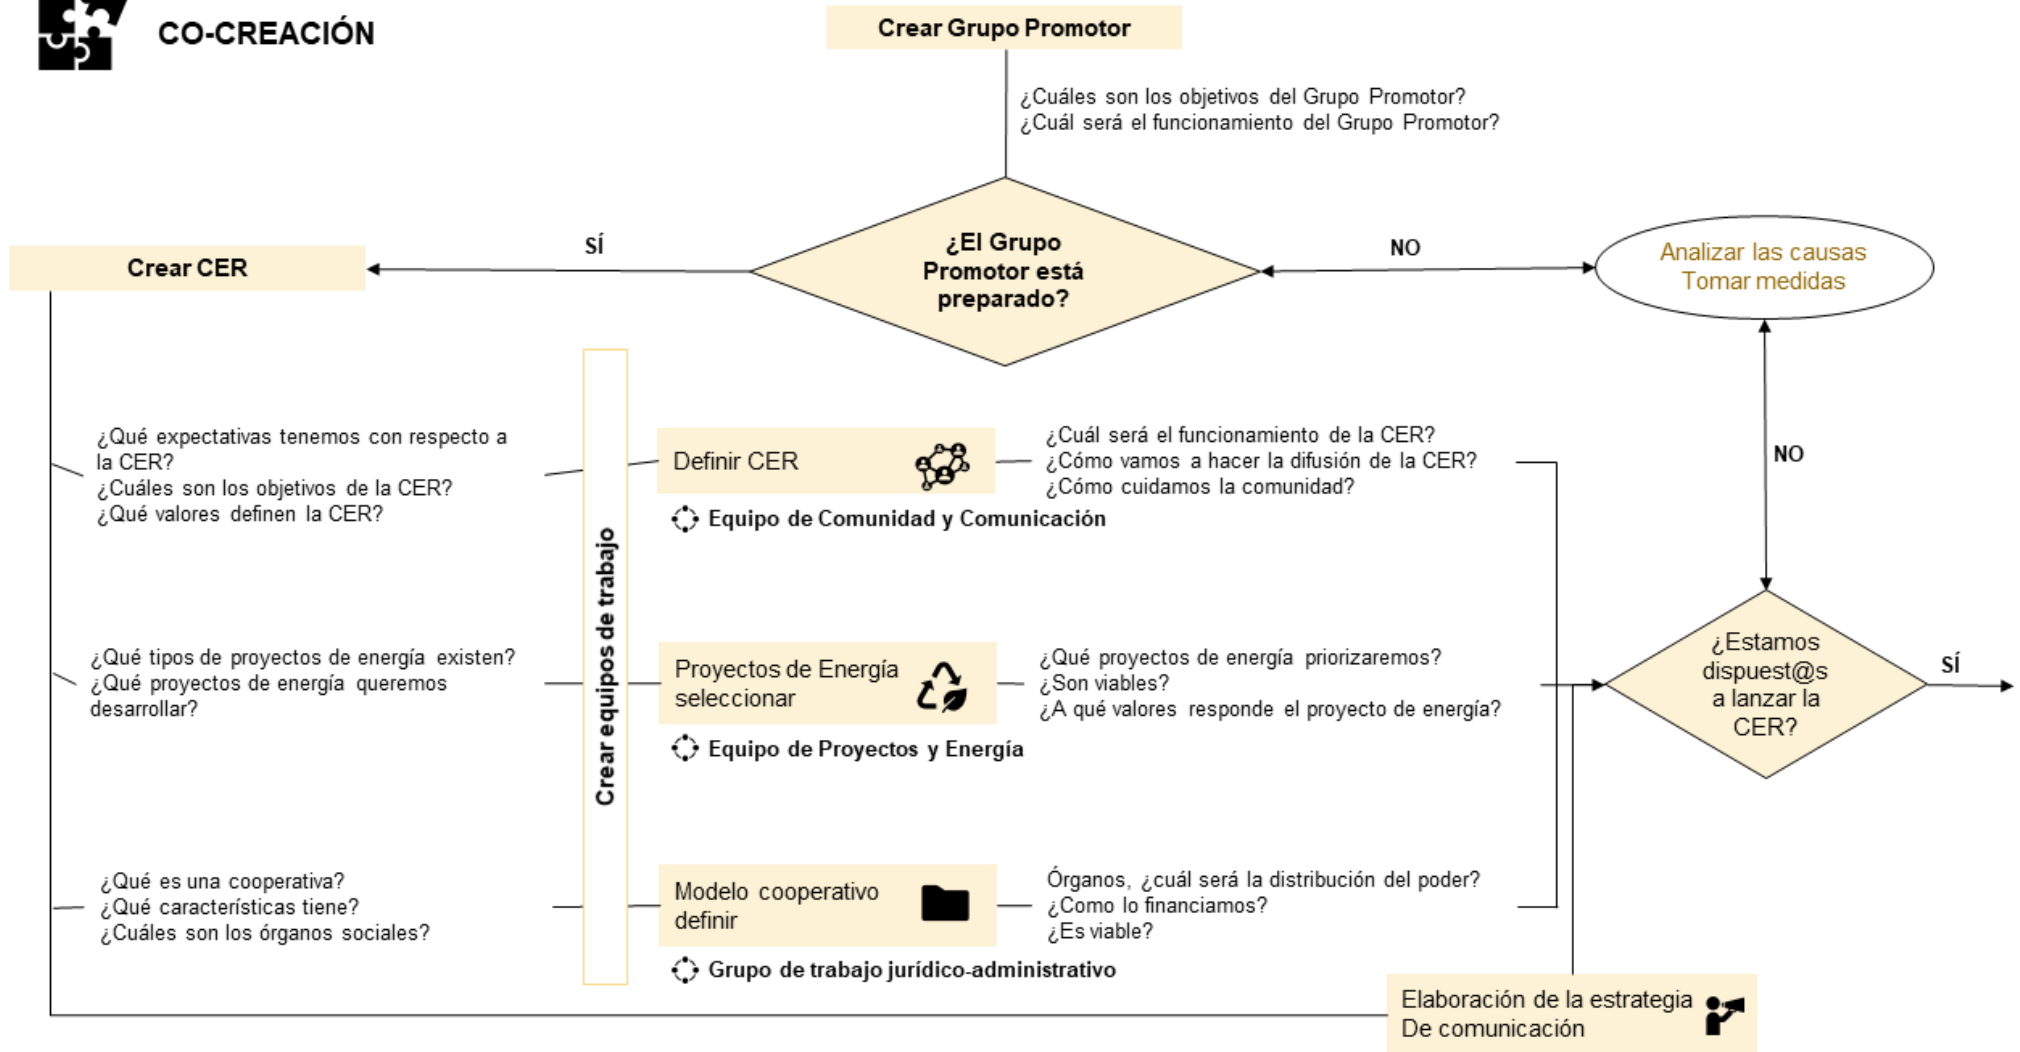 CO-CREACIÓN
Crear Grupo Promotor
¿Cuáles son los objetivos del Grupo Promotor?
¿Cuál será el funcionamiento del Grupo Promotor?
¿El Grupo
Promotor está
preparado?
SÍ
NO
Crear CER
Analizar las causas
Tomar medidas
NO
¿Qué expectativas tenemos con respecto a
la CER?
¿Cuáles son los objetivos de la CER?
¿Qué valores definen la CER?
Crear equipos de trabajo
Definir CER
¿Cuál será el funcionamiento de la CER?
¿Cómo vamos a hacer la difusión de la CER?
¿Cómo cuidamos la comunidad?
Equipo de Comunidad y Comunicación
¿Qué tipos de proyectos de energía existen?
¿Qué proyectos de energía queremos
desarrollar?
Proyectos de Energía
seleccionar
¿Qué proyectos de energía priorizaremos?
¿Son viables?
¿A qué valores responde el proyecto de energía?
Equipo de Proyectos y Energía
¿Estamos
dispuest@s
a lanzar la
CER?
SÍ
¿Qué es una cooperativa?
¿Qué características tiene?
¿Cuáles son los órganos sociales?
Modelo cooperativo
definir
Órganos, ¿cuál será la distribución del poder?
¿Como lo financiamos?
¿Es viable?
Grupo de trabajo jurídico-administrativo
Elaboración de la estrategia
De comunicación